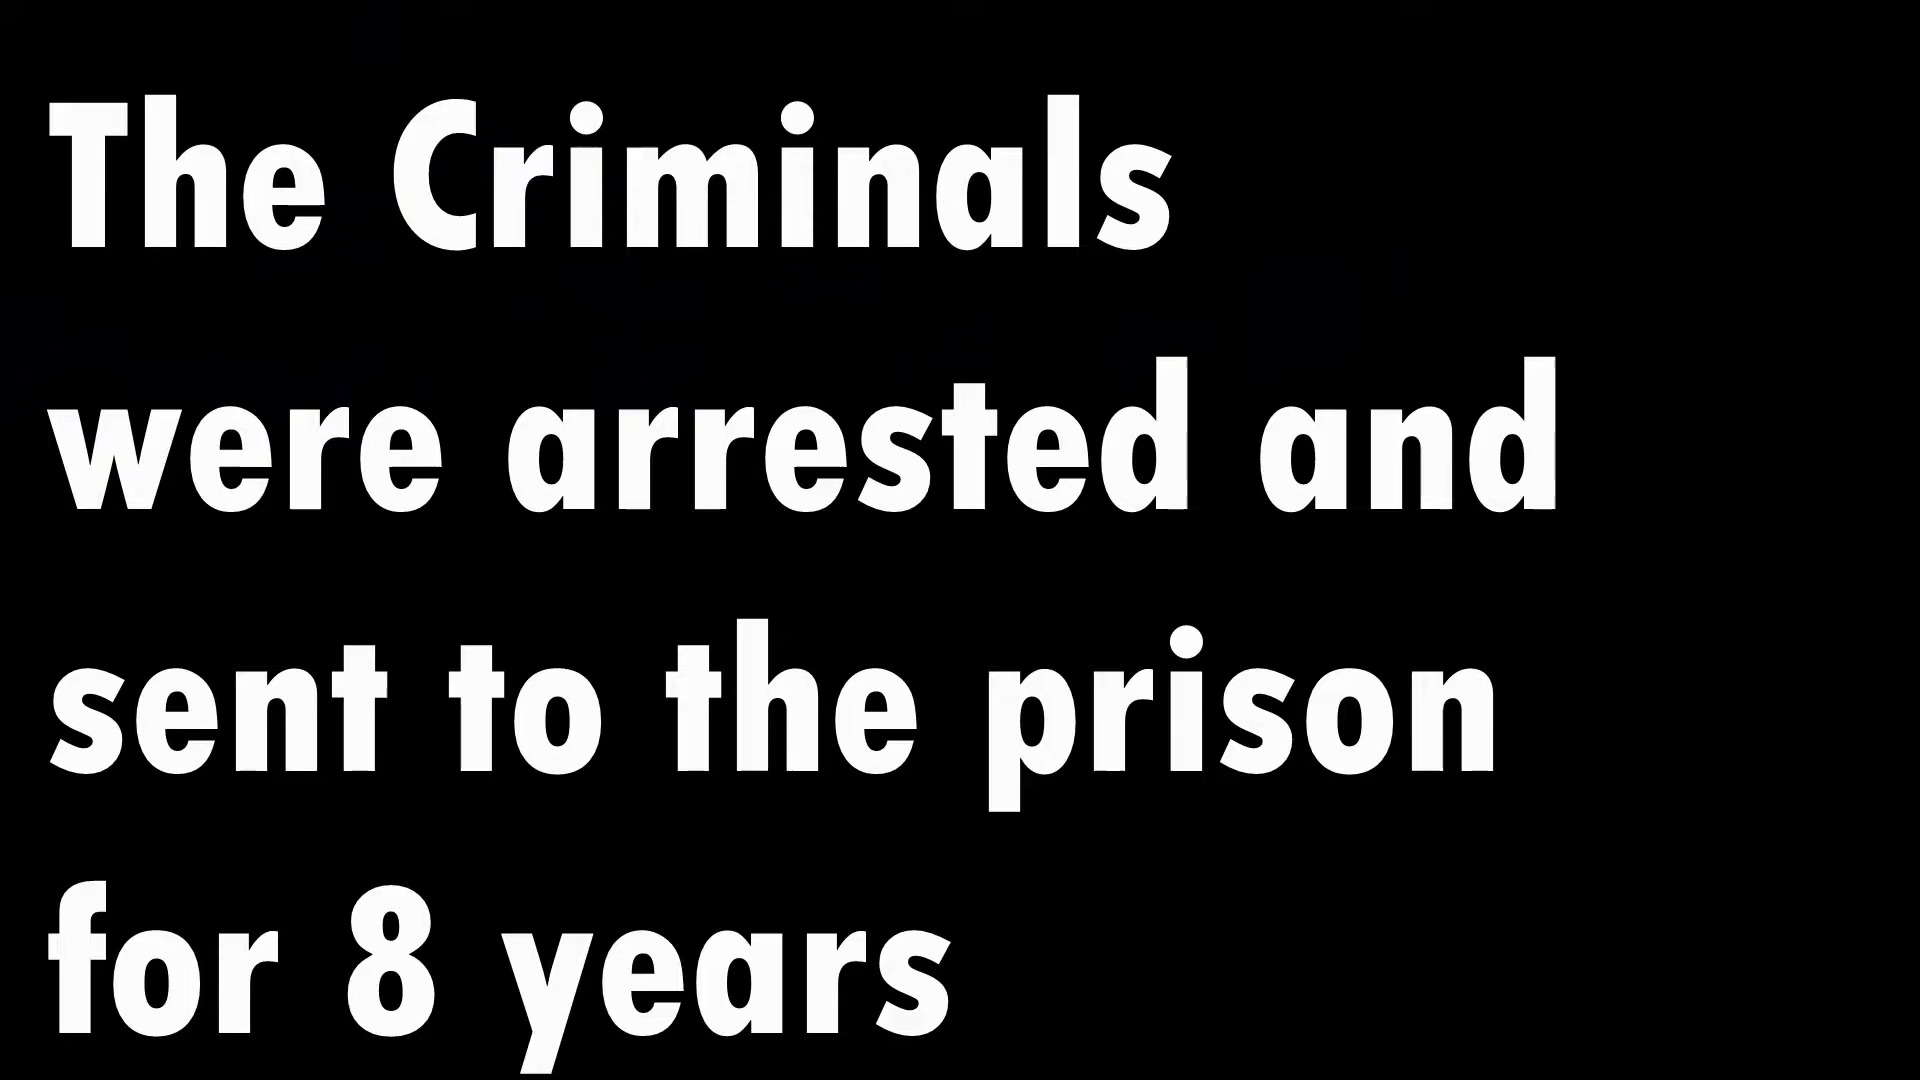 The Criminals
were arrested and
sent to the prison
for 8 years